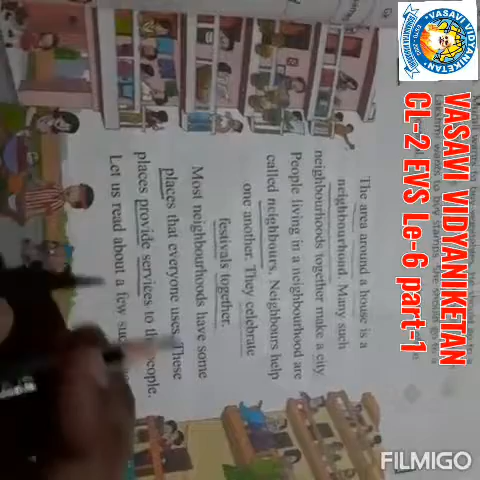 VASAVI VIDYANIKETAN
CL-2 EVS Le-6 part-1
VASAVI VIDYANIKETAN
The area around a house is a
neighbourhood. Many such
neighbourhoods together make a city
People living in a neighbourhood are
called neighbours. Neighbours help
one another. They celebrate
festivals together.
Most neighbourhoods have some
places that everyone uses. These
places provide services to people.
Let us read about a few
FILMIGO